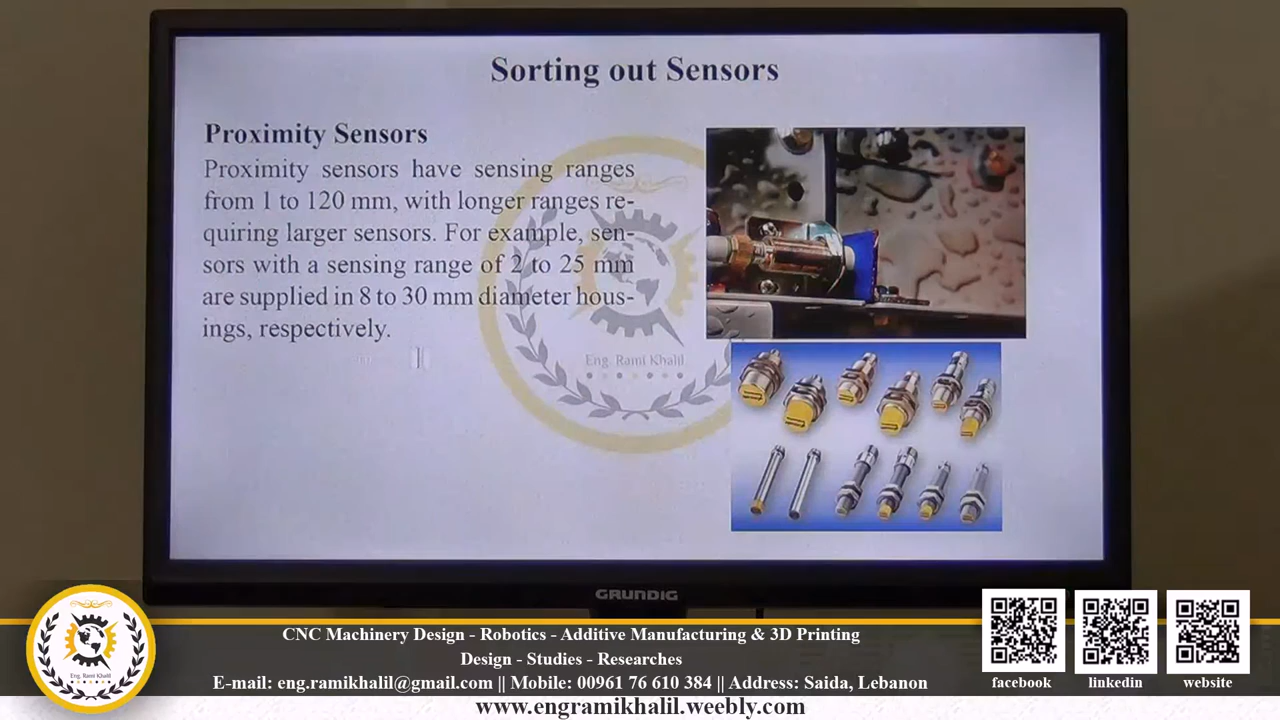 Sorting out Sensors
Proximity Sensors
Proximity sensors have sensing ranges
from 1 to 120 mm, with longer ranges re-
quiring larger sensors. For example, sen-
sors with a sensing range of 2 to 25 mm
are supplied in 8 to 30 mm diameter hous-
ings, respectively.
Eng. Rami Khalil
GRUNDIG
Eng. Rami Khalil
CNC Machinery Design - Robotics - Additive Manufacturing & 3D Printing
Design - Studies - Researches
E-mail: eng.ramikhalil@gmail.com || Mobile: 00961 76 610 384 || Address: Saida, Lebanon
www.engramikhalil.weebly.com
facebook
linkedin
website